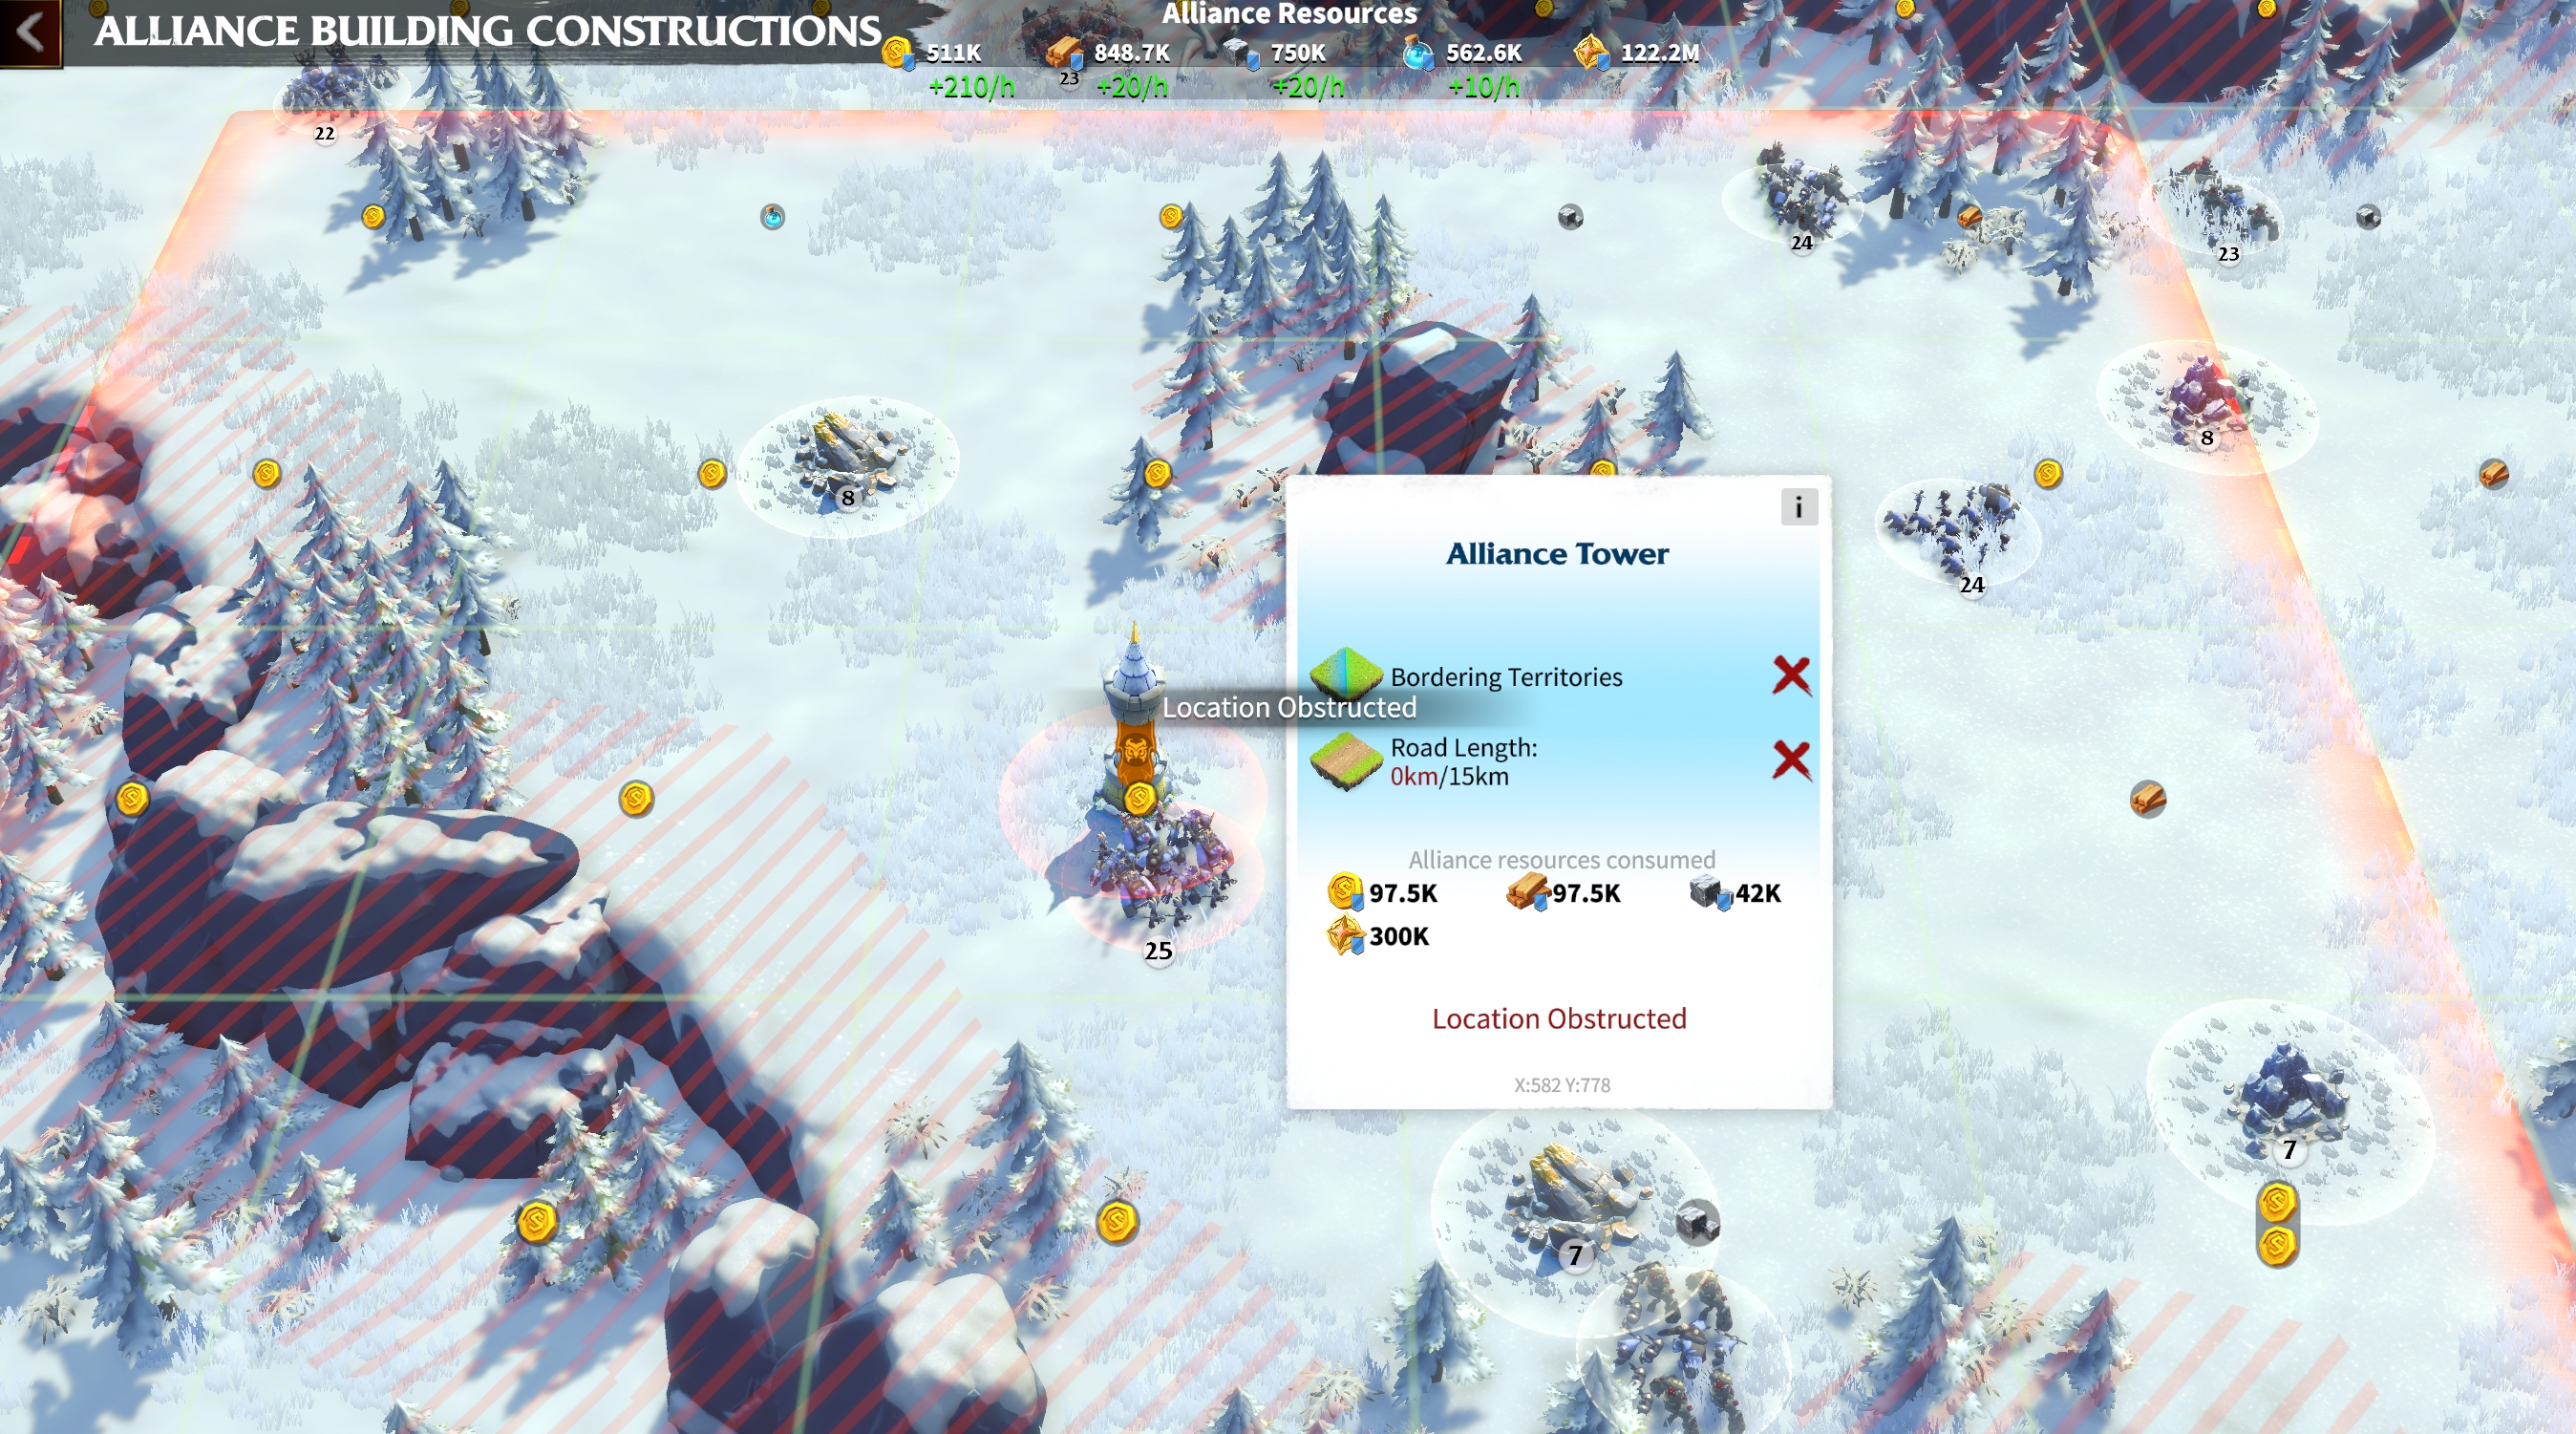 ALLIANCE BUILDING CONSTRUCTIONS
Alliance Resources
511K 848.7K 750K 562.6K 122.2M
+210/h +20/h +20/h +10/h
23
22
24
23
8
8
24
i
Alliance Tower
Bordering Territories
Location Obstructed
Road Length:
0km/15km
Alliance resources consumed
97.5K 97.5K 42K
300K
25
Location Obstructed
X:582 Y:778
7
7